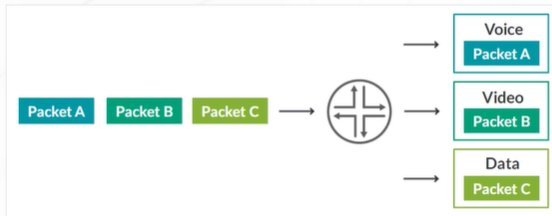 Voice
Packet A
Packet A Packet B Packet C
Video
Packet B
Data
Packet C